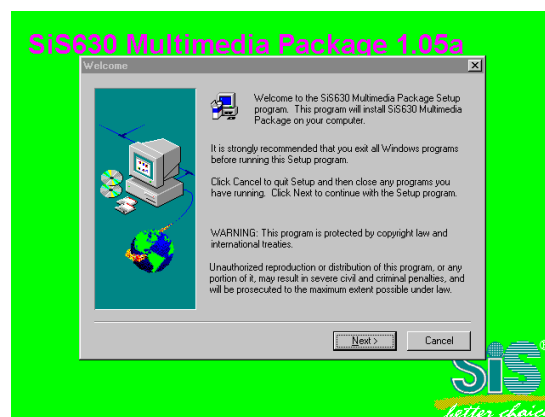 SiS630 Multimedia Package 1.05a
Welcome
Welcome to the SiS630 Multimedia Package Setup
program. This program will install SiS630 Multimedia
Package on your computer.
It is strongly recommended that you exit all Windows programs
before running this Setup program.
Click Cancel to quit Setup and then close any programs you
have running. Click Next to continue with the Setup program.
WARNING: This program is protected by copyright law and
international treaties.
Unauthorized reproduction or distribution of this program, or any
portion of it, may result in severe civil and criminal penalties, and
will be prosecuted to the maximum extent possible under law.
Next > Cancel
SiS®
better choice